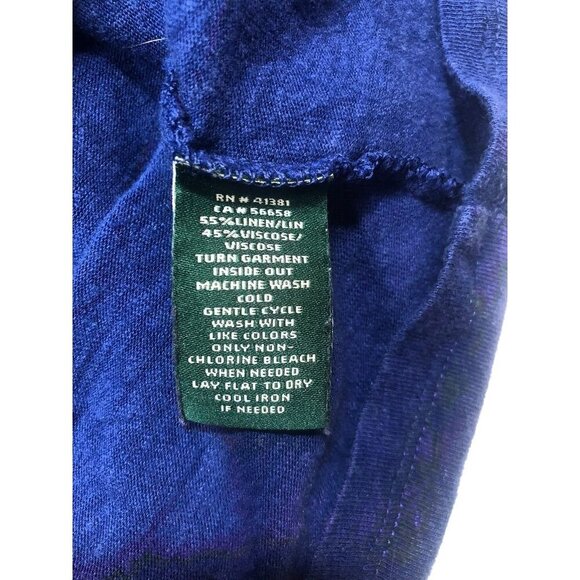 RN # 41381
CA # 56658
55%LINEN/LIN
45%VISCOSE/
VISCOSE
TURN GARMENT
INSIDE OUT
MACHINE WASH
COLD
GENTLE CYCLE
WASH WITH
LIKE COLORS
ONLY NON-
CHLORINE BLEACH
WHEN NEEDED
LAY FLAT TO DRY
COOL IRON
IF NEEDED